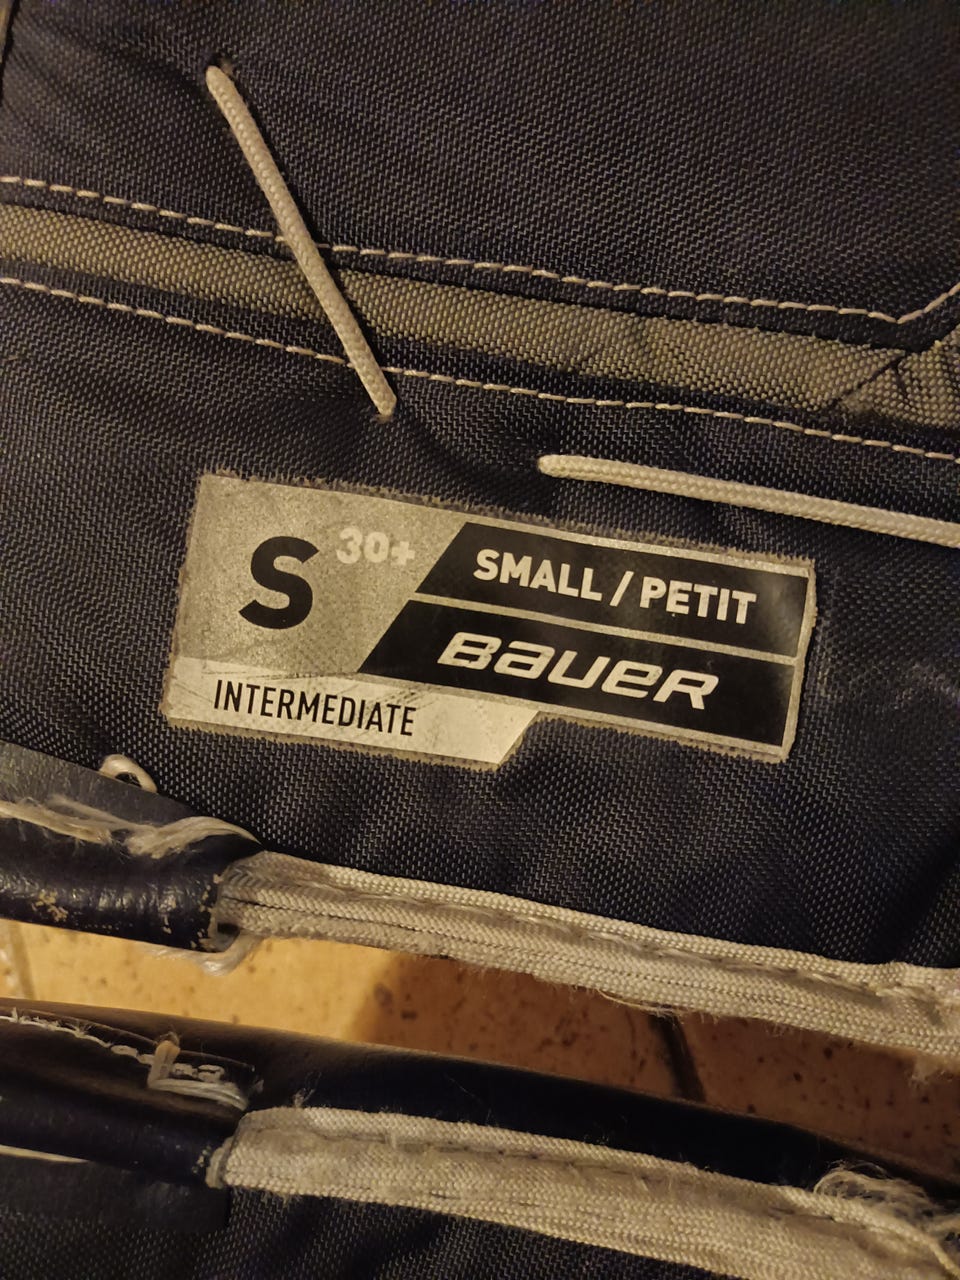 S 30+
SMALL / PETIT
BAUER
INTERMEDIATE